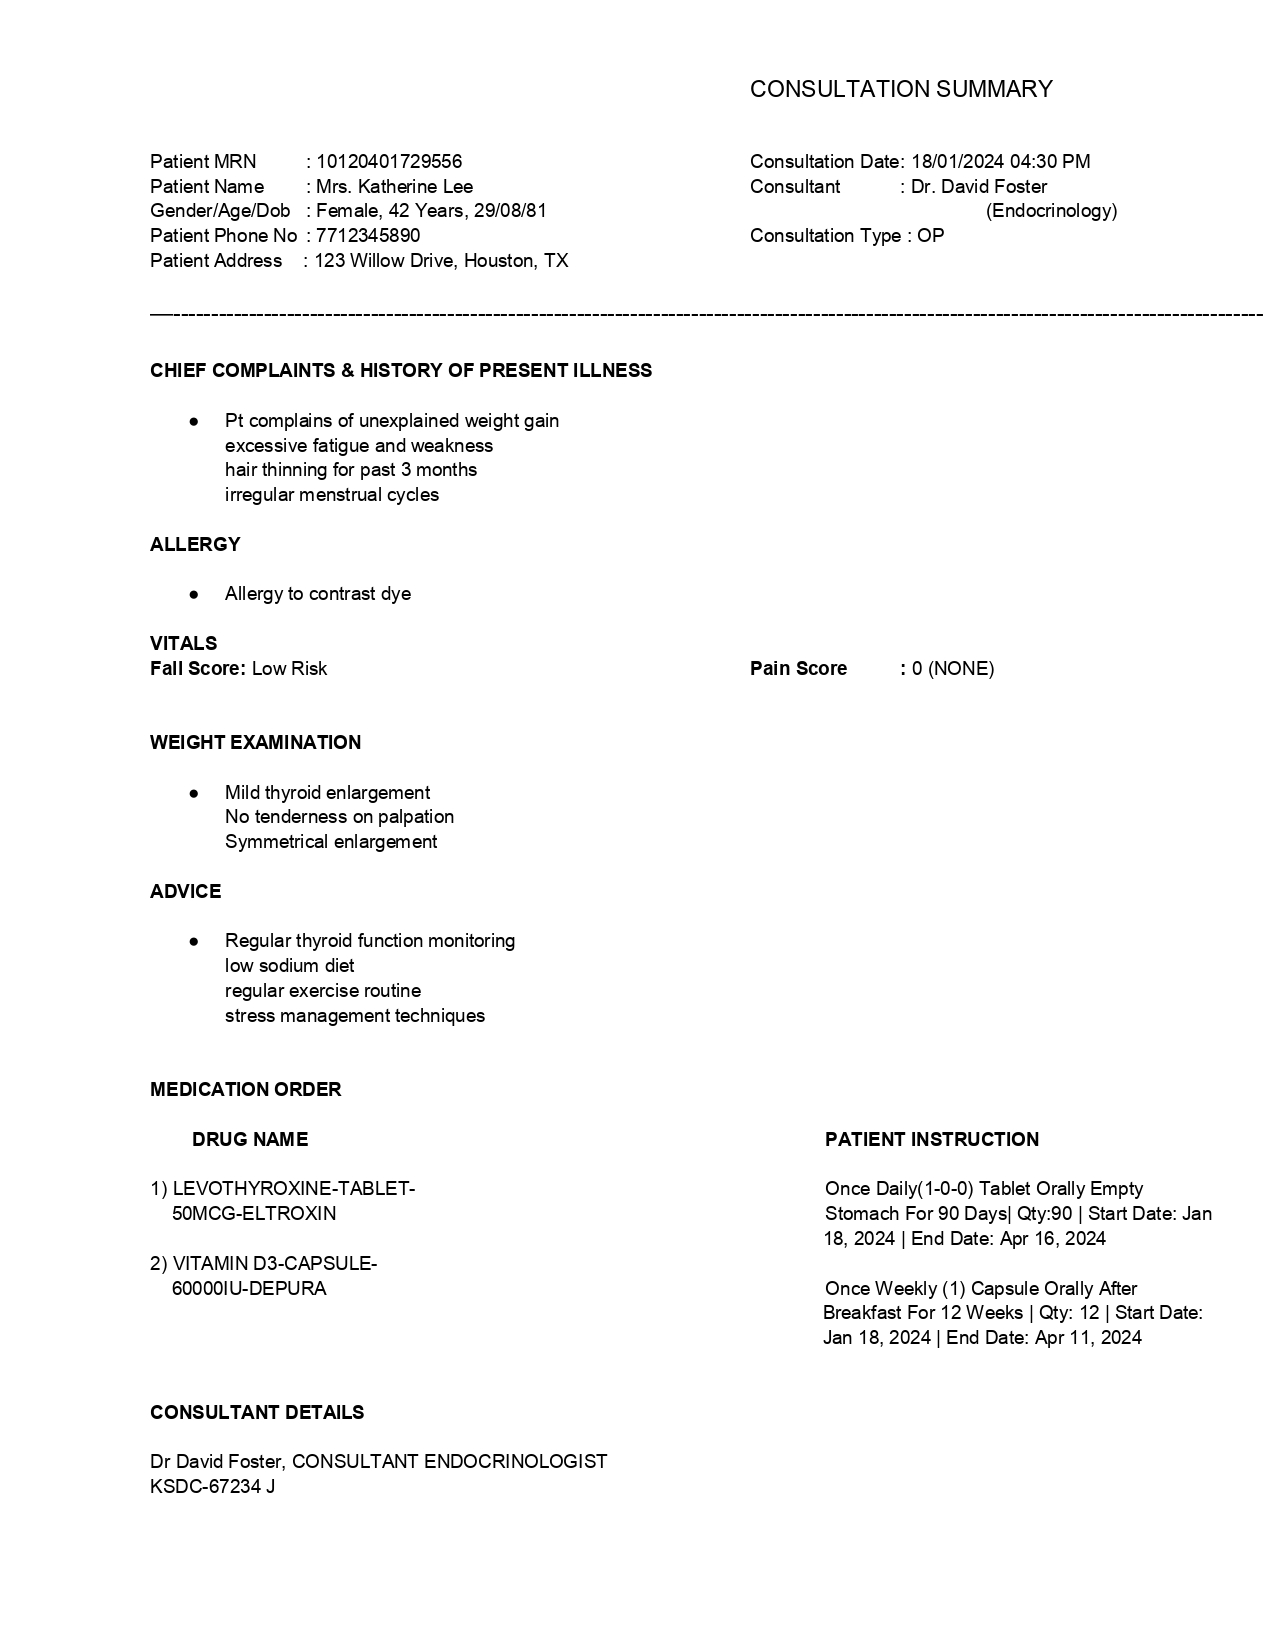 CONSULTATION SUMMARY
Patient MRN : 10120401729556
Consultation Date: 18/01/2024 04:30 PM
Patient Name : Mrs. Katherine Lee
Consultant : Dr. David Foster
Gender/Age/Dob : Female, 42 Years, 29/08/81
(Endocrinology)
Patient Phone No : 7712345890
Consultation Type : OP
Patient Address : 123 Willow Drive, Houston, TX
CHIEF COMPLAINTS & HISTORY OF PRESENT ILLNESS
● Pt complains of unexplained weight gain
excessive fatigue and weakness
hair thinning for past 3 months
irregular menstrual cycles
ALLERGY
● Allergy to contrast dye
VITALS
Fall Score: Low Risk
Pain Score : 0 (NONE)
WEIGHT EXAMINATION
● Mild thyroid enlargement
No tenderness on palpation
Symmetrical enlargement
ADVICE
● Regular thyroid function monitoring
low sodium diet
regular exercise routine
stress management techniques
MEDICATION ORDER
DRUG NAME
PATIENT INSTRUCTION
1) LEVOTHYROXINE-TABLET-
50MCG-ELTROXIN
Once Daily(1-0-0) Tablet Orally Empty
Stomach For 90 Days| Qty:90 | Start Date: Jan
18, 2024 | End Date: Apr 16, 2024
2) VITAMIN D3-CAPSULE-
60000IU-DEPURA
Once Weekly (1) Capsule Orally After
Breakfast For 12 Weeks | Qty: 12 | Start Date:
Jan 18, 2024 | End Date: Apr 11, 2024
CONSULTANT DETAILS
Dr David Foster, CONSULTANT ENDOCRINOLOGIST
KSDC-67234 J